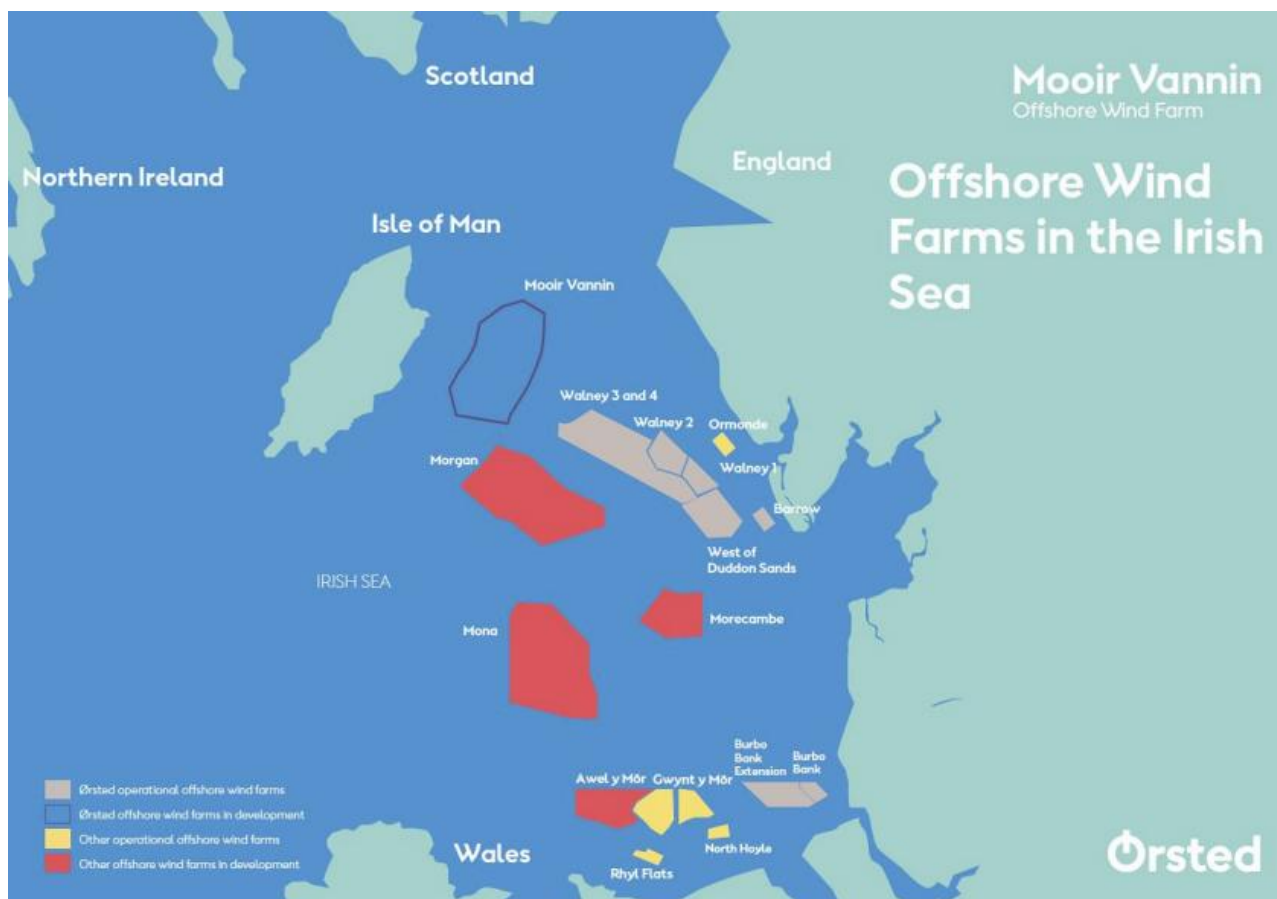 Scotland
Mooir Vannin
Offshore Wind Farm
England
Northern Ireland
Offshore Wind
Farms in the Irish
Sea
Isle of Man
Mooir Vannin
Walney 3 and 4
Walney 2
Ormonde
Walney 1
Morgan
Barrow
West of
Duddon Sands
IRISH SEA
Morecambe
Mona
Burbo
Bank
Extension
Burbo
Bank
Awel y Môr
Gwynt y Môr
North Hoyle
Rhyl Flats
Wales
Ørsted operational offshore wind farms
Ørsted offshore wind farms in development
Other operational offshore wind farms
Other offshore wind farms in development
Ørsted